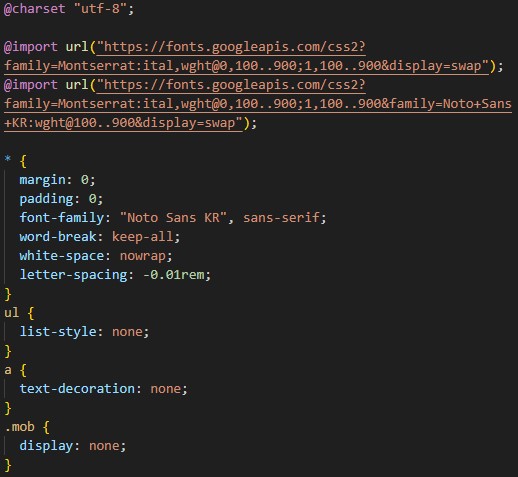 @charset "utf-8";

@import url("https://fonts.googleapis.com/css2?
family=Montserrat:ital,wght@0,100..900;1,100..900&display=swap");
@import url("https://fonts.googleapis.com/css2?
family=Montserrat:ital,wght@0,100..900;1,100..900&family=Noto+Sans
+KR:wght@100..900&display=swap");

* {
  margin: 0;
  padding: 0;
  font-family: "Noto Sans KR", sans-serif;
  word-break: keep-all;
  white-space: nowrap;
  letter-spacing: -0.01rem;
}
ul {
  list-style: none;
}
a {
  text-decoration: none;
}
.mob {
  display: none;
}